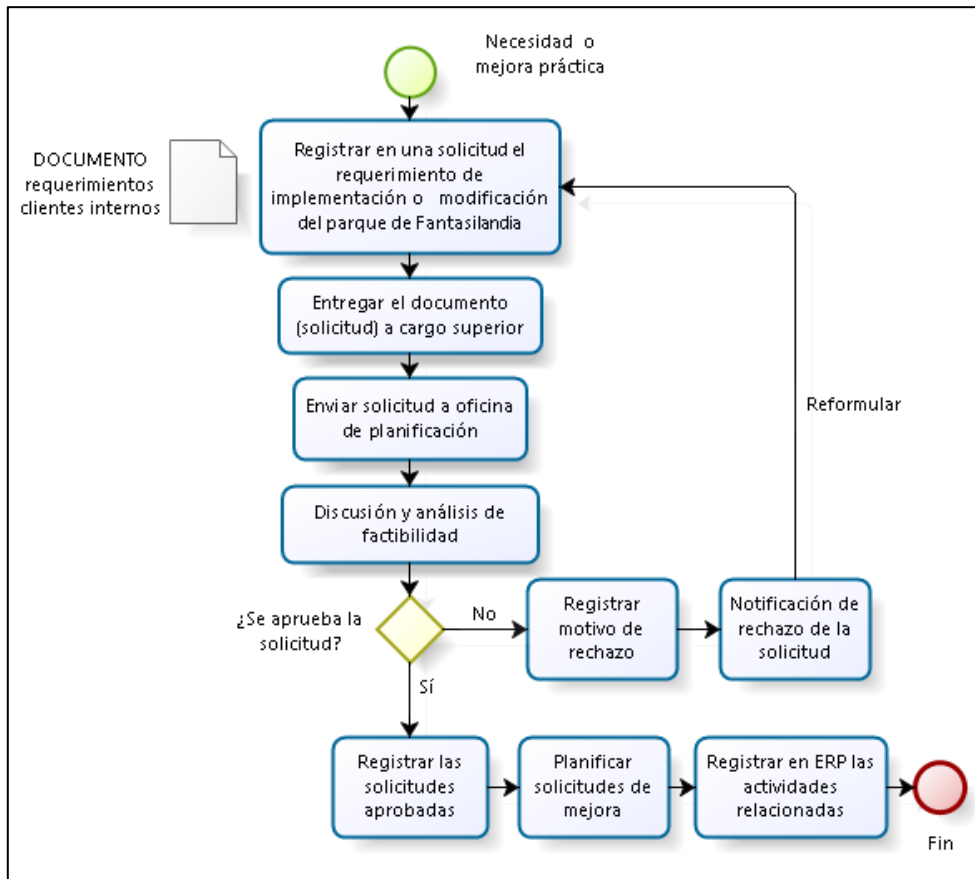 Necesidad o
mejora práctica
DOCUMENTO
requerimientos
clientes internos
Registrar en una solicitud el
requerimiento de
implementación o modificación
del parque de Fantasilandia
Entregar el documento
(solicitud) a cargo superior
Enviar solicitud a oficina
de planificación
Reformular
Discusión y análisis de
factibilidad
¿Se aprueba la
solicitud?
No
Registrar
motivo de
rechazo
Notificación de
rechazo de la
solicitud
Sí
Registrar las
solicitudes
aprobadas
Planificar
solicitudes de
mejora
Registrar en ERP las
actividades
relacionadas
Fin